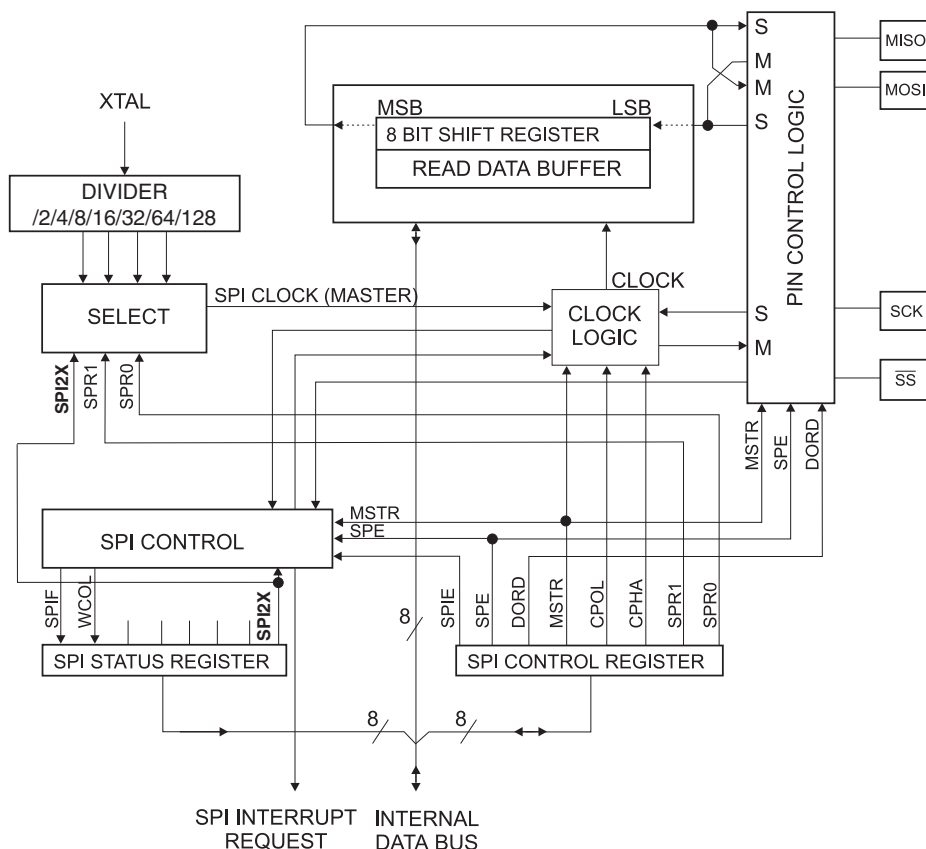 S
MISO
M
M
MOSI
XTAL
MSB
LSB
S
8 BIT SHIFT REGISTER
READ DATA BUFFER
PIN CONTROL LOGIC
DIVIDER
/2/4/8/16/32/64/128
SPI CLOCK (MASTER)
CLOCK
SELECT
CLOCK
LOGIC
S
M
SCK
SS
SPI2X
SPR1
SPR0
MSTR
SPE
DORD
MSTR
SPE
SPI CONTROL
SPIF
WCOL
SPI2X
8
SPIE
SPE
DORD
MSTR
CPOL
CPHA
SPR1
SPR0
SPI STATUS REGISTER
SPI CONTROL REGISTER
8
8
SPI INTERRUPT
REQUEST
INTERNAL
DATA BUS